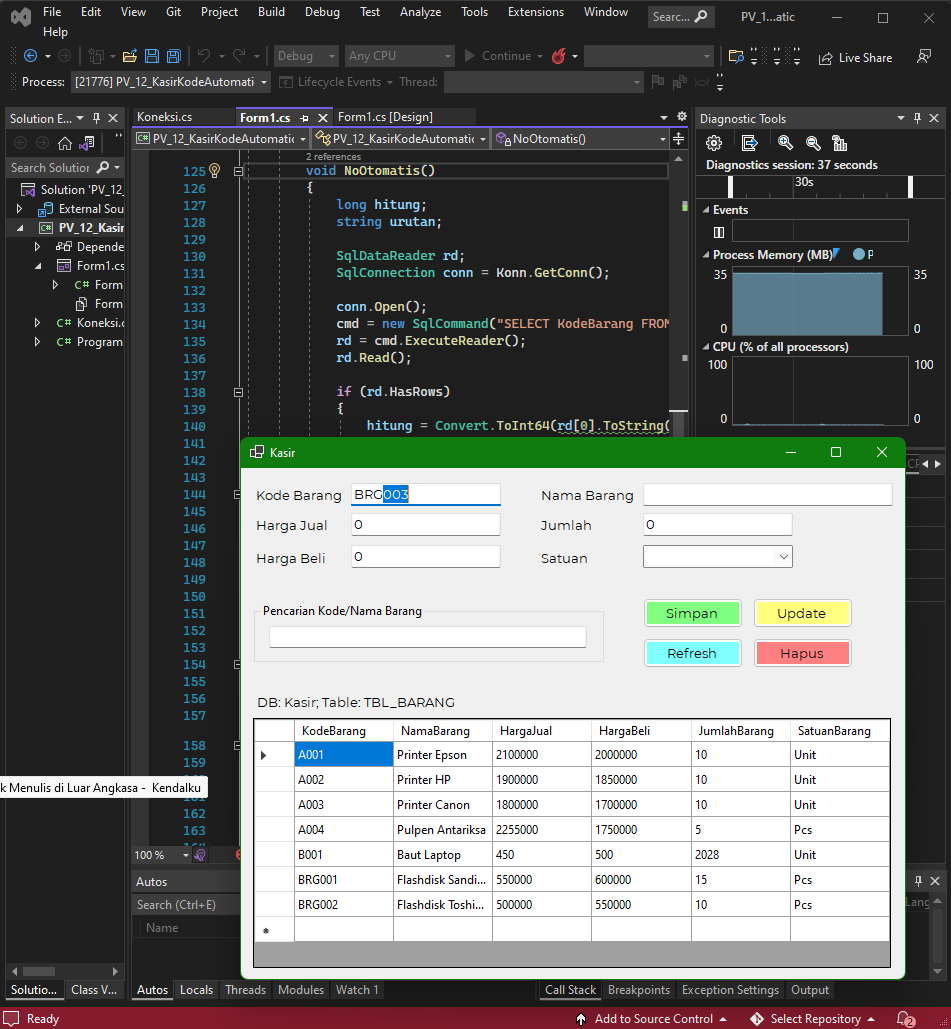 File Edit View Git Project Build Debug Test Analyze Tools Extensions Window
Searc...
PV_1...atic
Help
Debug
Any CPU
Continue
Live Share
Process: [21776] PV_12_KasirKodeAutomati
Lifecycle Events
Thread:
Solution E...
Search Solution
Solution 'PV_12_
External Sou
PV_12_Kasir
Depende
Form1.cs
C# Form
Form
C# Koneksi.c
C# Program
Soluti... Class V...
Koneksi.cs
Form1.cs
Form1.cs [Design]
C# PV_12_KasirKodeAutomatic
PV_12_KasirKodeAutomatic
NoOtomatis()
2 references
125 void NoOtomatis()
126 {
127 long hitung;
128 string urutan;
129
130 SqlDataReader rd;
131 SqlConnection conn = Konn.GetConn();
132
133 conn.Open();
134 cmd = new SqlCommand("SELECT KodeBarang FROM
135 rd = cmd.ExecuteReader();
136 rd.Read();
137
138 if (rd.HasRows)
139 {
140 hitung = Convert.ToInt64(rd[0].ToString(
141
142
143
144
145
146
147
148
149
150
151
152
153
154
155
156
157
158
159
161
162
163
k Menulis di Luar Angkasa - Kendalku
100 %
Diagnostic Tools
Diagnostics session: 37 seconds
30s
Events
Process Memory (MB)
P
35 35
0 0
CPU (% of all processors)
100 100
0 0
Kasir
Kode Barang BRG003
Nama Barang
Harga Jual 0
Jumlah 0
Harga Beli 0
Satuan
Pencarian Kode/Nama Barang
Simpan
Update
Refresh
Hapus
DB: Kasir; Table: TBL_BARANG
KodeBarang NamaBarang HargaJual HargaBeli JumlahBarang SatuanBarang
A001 Printer Epson 2100000 2000000 10 Unit
A002 Printer HP 1900000 1850000 10 Unit
A003 Printer Canon 1800000 1700000 10 Unit
A004 Pulpen Antariksa 2255000 1750000 5 Pcs
B001 Baut Laptop 450 500 2028 Unit
BRG001 Flashdisk Sandi... 550000 600000 15 Pcs
BRG002 Flashdisk Toshi... 500000 550000 10 Pcs
Autos
Search (Ctrl+E)
Name
Lang
Autos Locals Threads Modules Watch 1
Call Stack Breakpoints Exception Settings Output
Ready
Add to Source Control
Select Repository
2